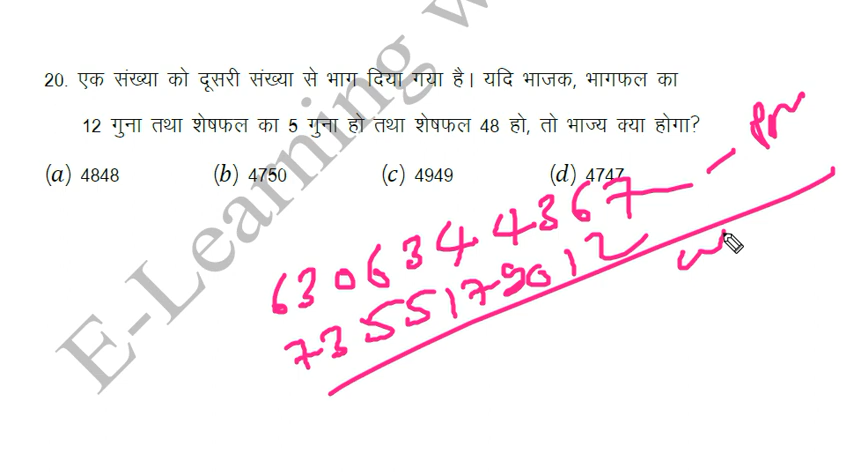 20. एक संख्या को दूसरी संख्या से भाग दिया गया है। यदि भाजक, भागफल का
12 गुना तथा शेषफल का 5 गुना हो तथा शेषफल 48 हो, तो भाज्य क्या होगा?
(a) 4848 (b) 4750 (c) 4949 (d) 4747
6306344367
7355179012
E-Learning